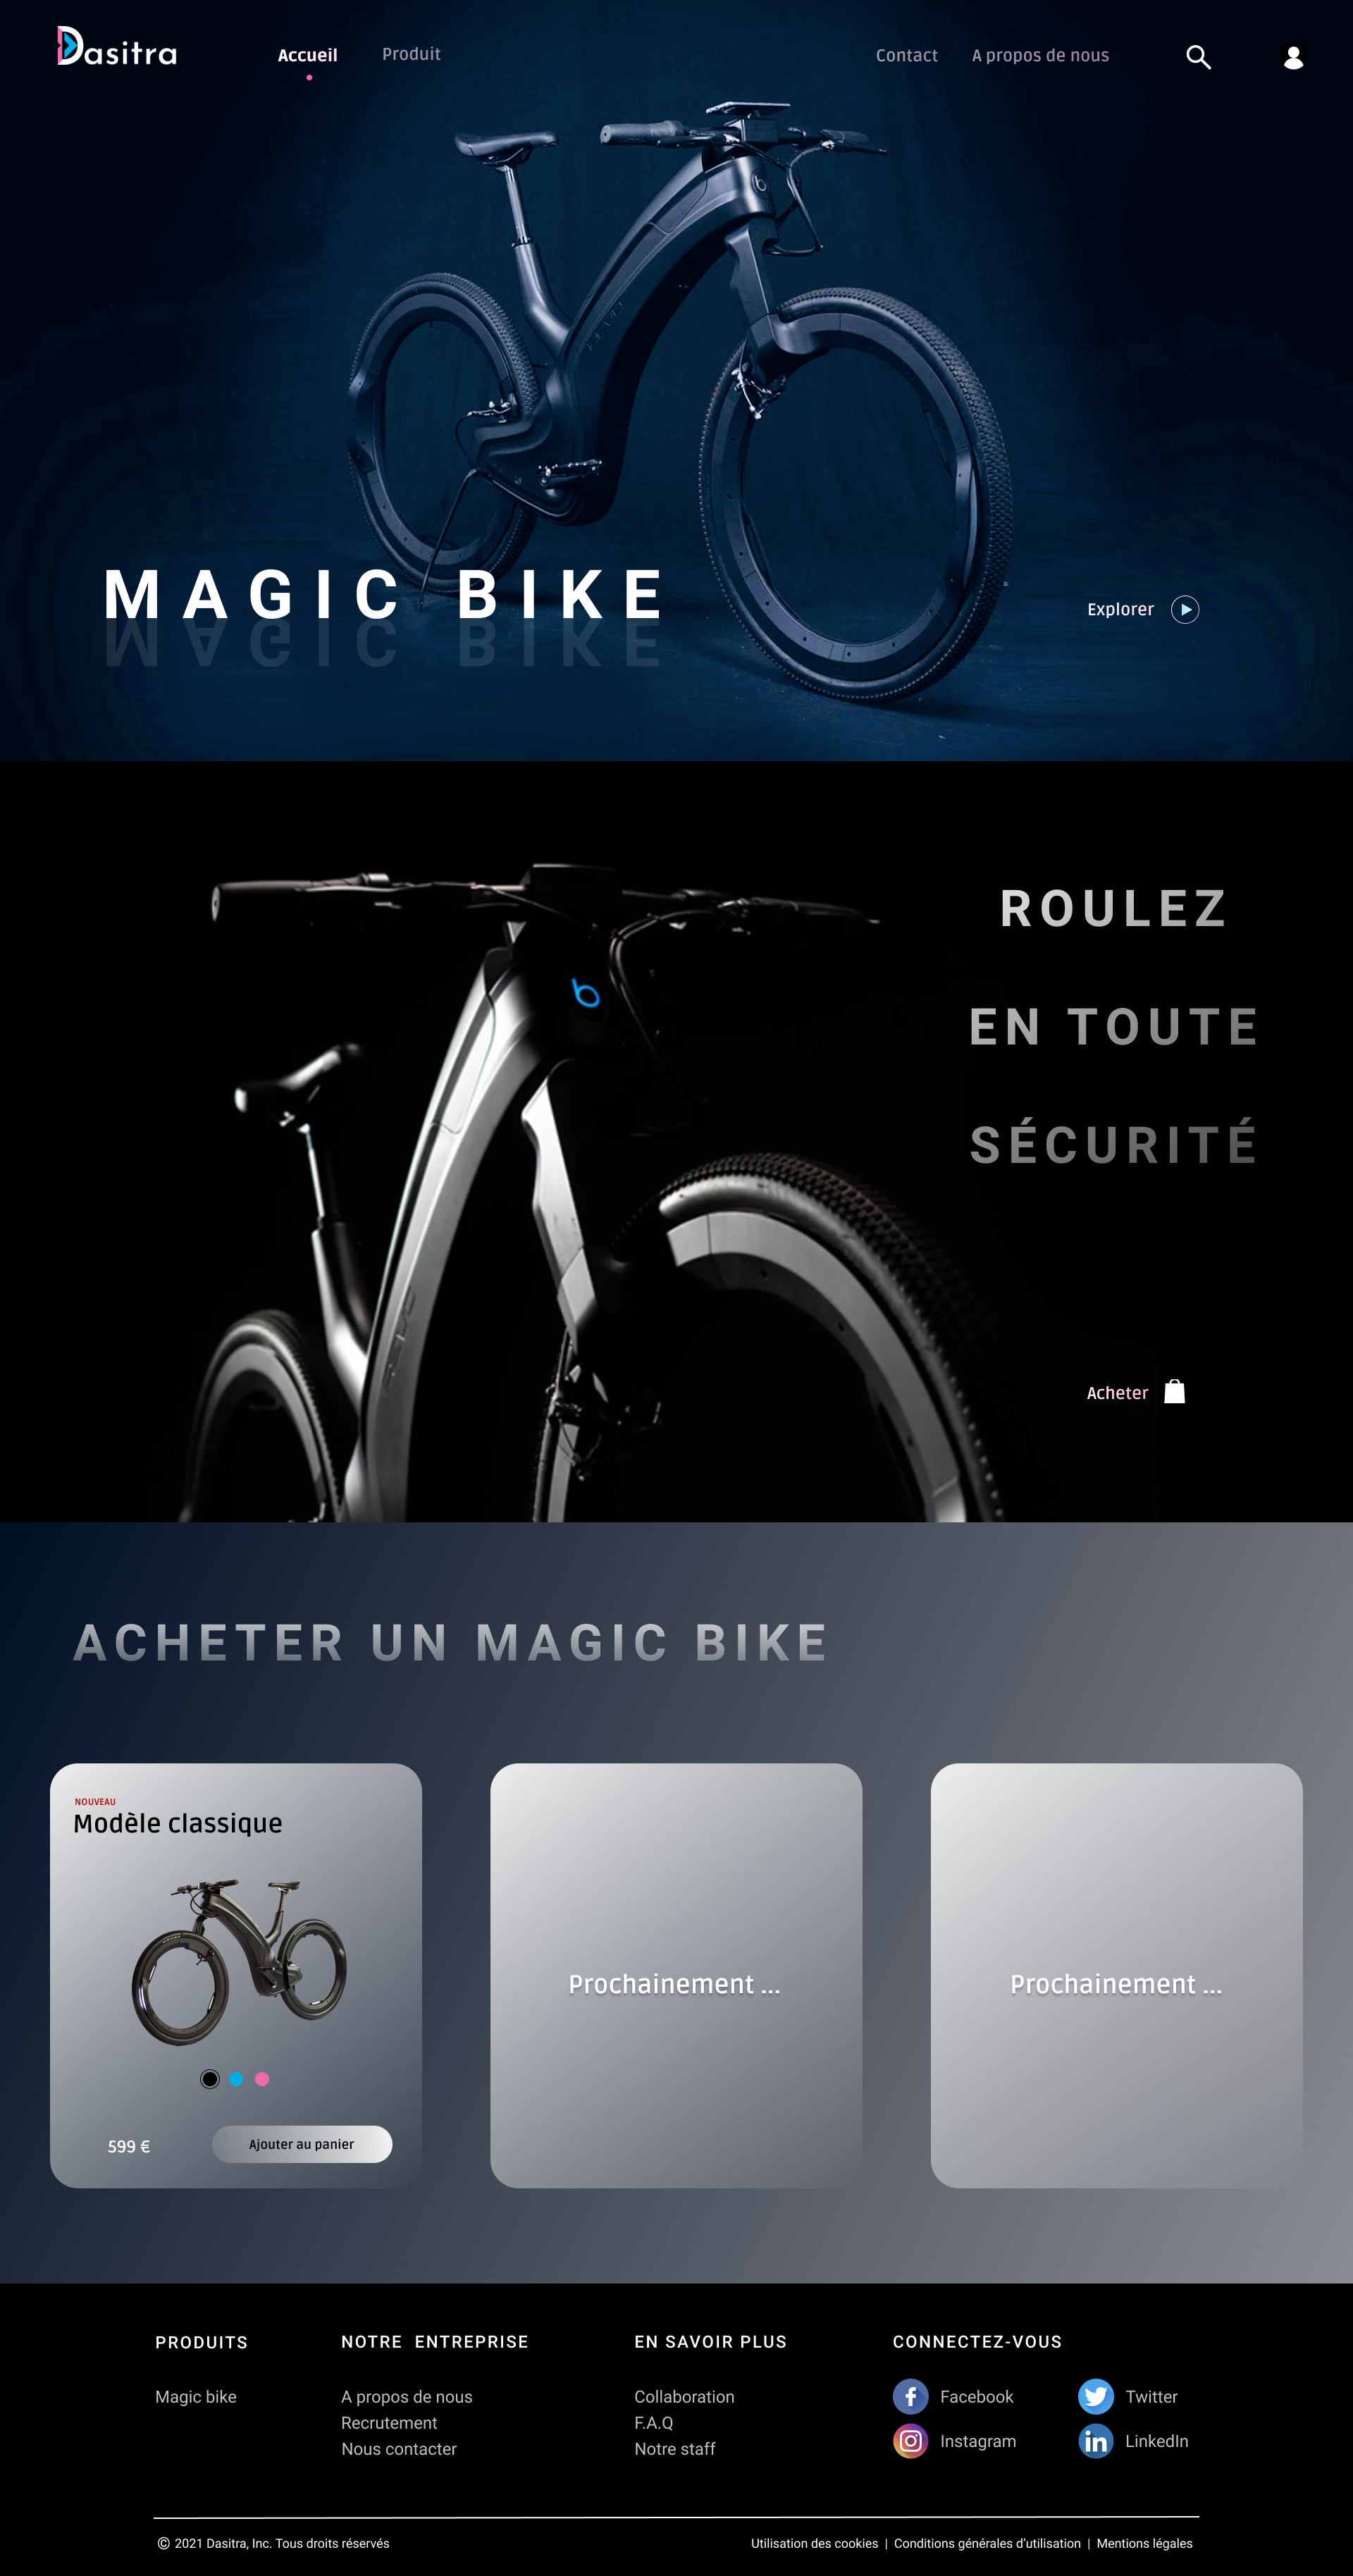 Dasitra
Accueil
Produit
Contact
A propos de nous
MAGIC BIKE
Explorer
ROULEZ
EN TOUTE
SÉCURITÉ
Acheter
ACHETER UN MAGIC BIKE
NOUVEAU
Modèle classique
599 €
Ajouter au panier
Prochainement ...
Prochainement ...
PRODUITS
Magic bike
NOTRE ENTREPRISE
A propos de nous
Recrutement
Nous contacter
EN SAVOIR PLUS
Collaboration
F.A.Q
Notre staff
CONNECTEZ-VOUS
Facebook
Twitter
Instagram
LinkedIn
© 2021 Dasitra, Inc. Tous droits réservés
Utilisation des cookies | Conditions générales d'utilisation | Mentions légales